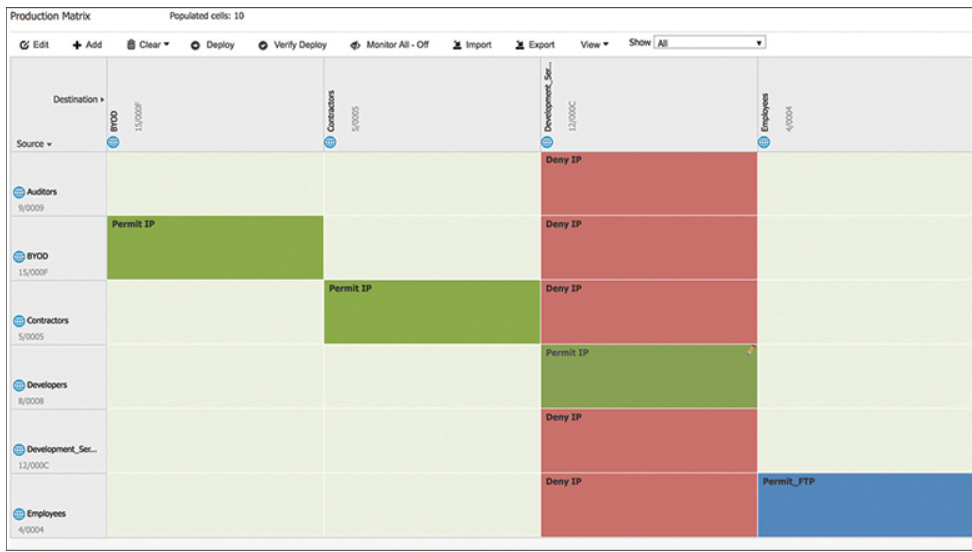 Production Matrix Populated cells: 10
Edit Add Clear Deploy Verify Deploy Monitor All - Off Import Export View Show All
Destination
Source
BYOD 15/000F
Contractors 5/0005
Development_Ser... 12/000C
Employees 4/0004
Auditors
9/0009
Deny IP
BYOD
15/000F
Permit IP Deny IP
Contractors
5/0005
Permit IP Deny IP
Developers
8/0008
Permit IP
Development_Ser...
12/000C
Deny IP
Employees
4/0004
Deny IP Permit_FTP